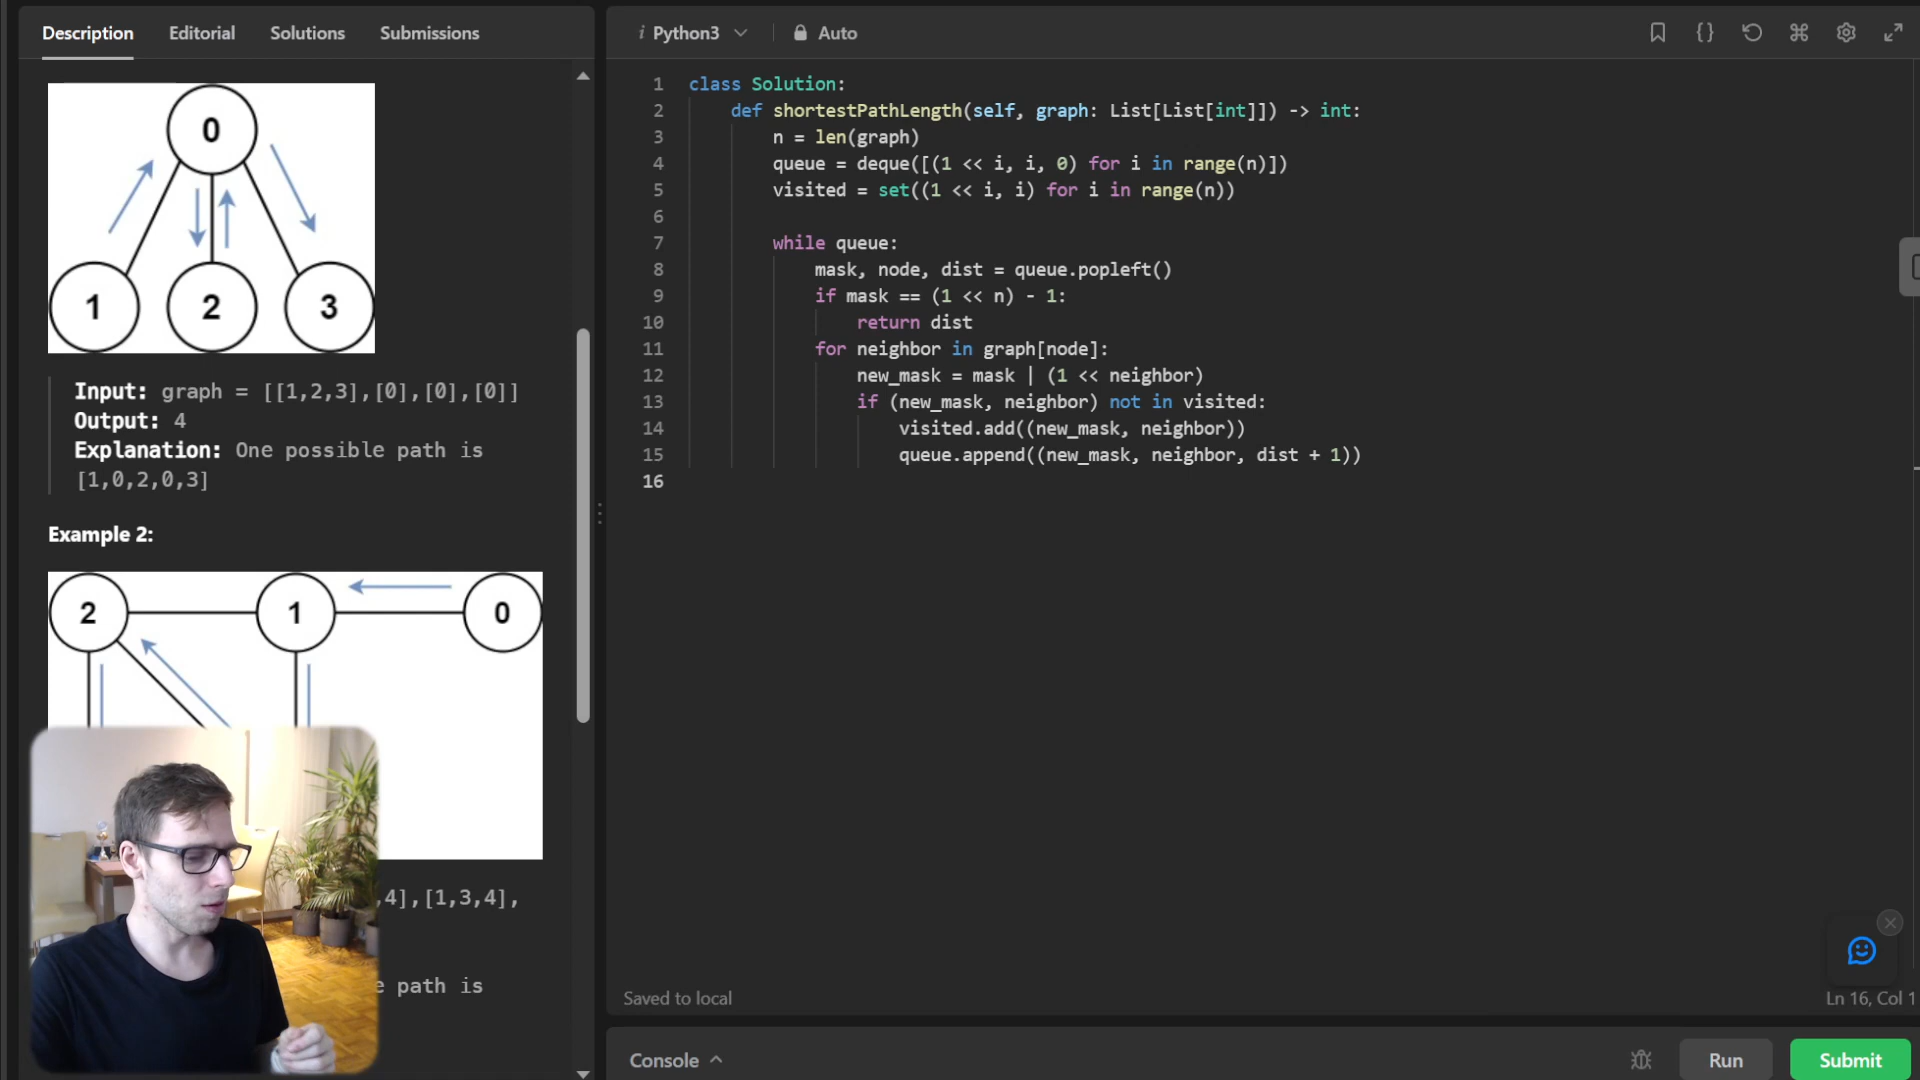 Description Editorial Solutions Submissions
0
1 2 3
Input: graph = [[1,2,3],[0],[0],[0]]
Output: 4
Explanation: One possible path is
[1,0,2,0,3]
Example 2:
2 1 0
,4],[1,3,4],
e path is
i Python3 Auto
1 class Solution:
2 def shortestPathLength(self, graph: List[List[int]]) -> int:
3 n = len(graph)
4 queue = deque([(1 << i, i, 0) for i in range(n)])
5 visited = set((1 << i, i) for i in range(n))
6
7 while queue:
8 mask, node, dist = queue.popleft()
9 if mask == (1 << n) - 1:
10 return dist
11 for neighbor in graph[node]:
12 new_mask = mask | (1 << neighbor)
13 if (new_mask, neighbor) not in visited:
14 visited.add((new_mask, neighbor))
15 queue.append((new_mask, neighbor, dist + 1))
16
Saved to local
Ln 16, Col 1
Console
Run Submit